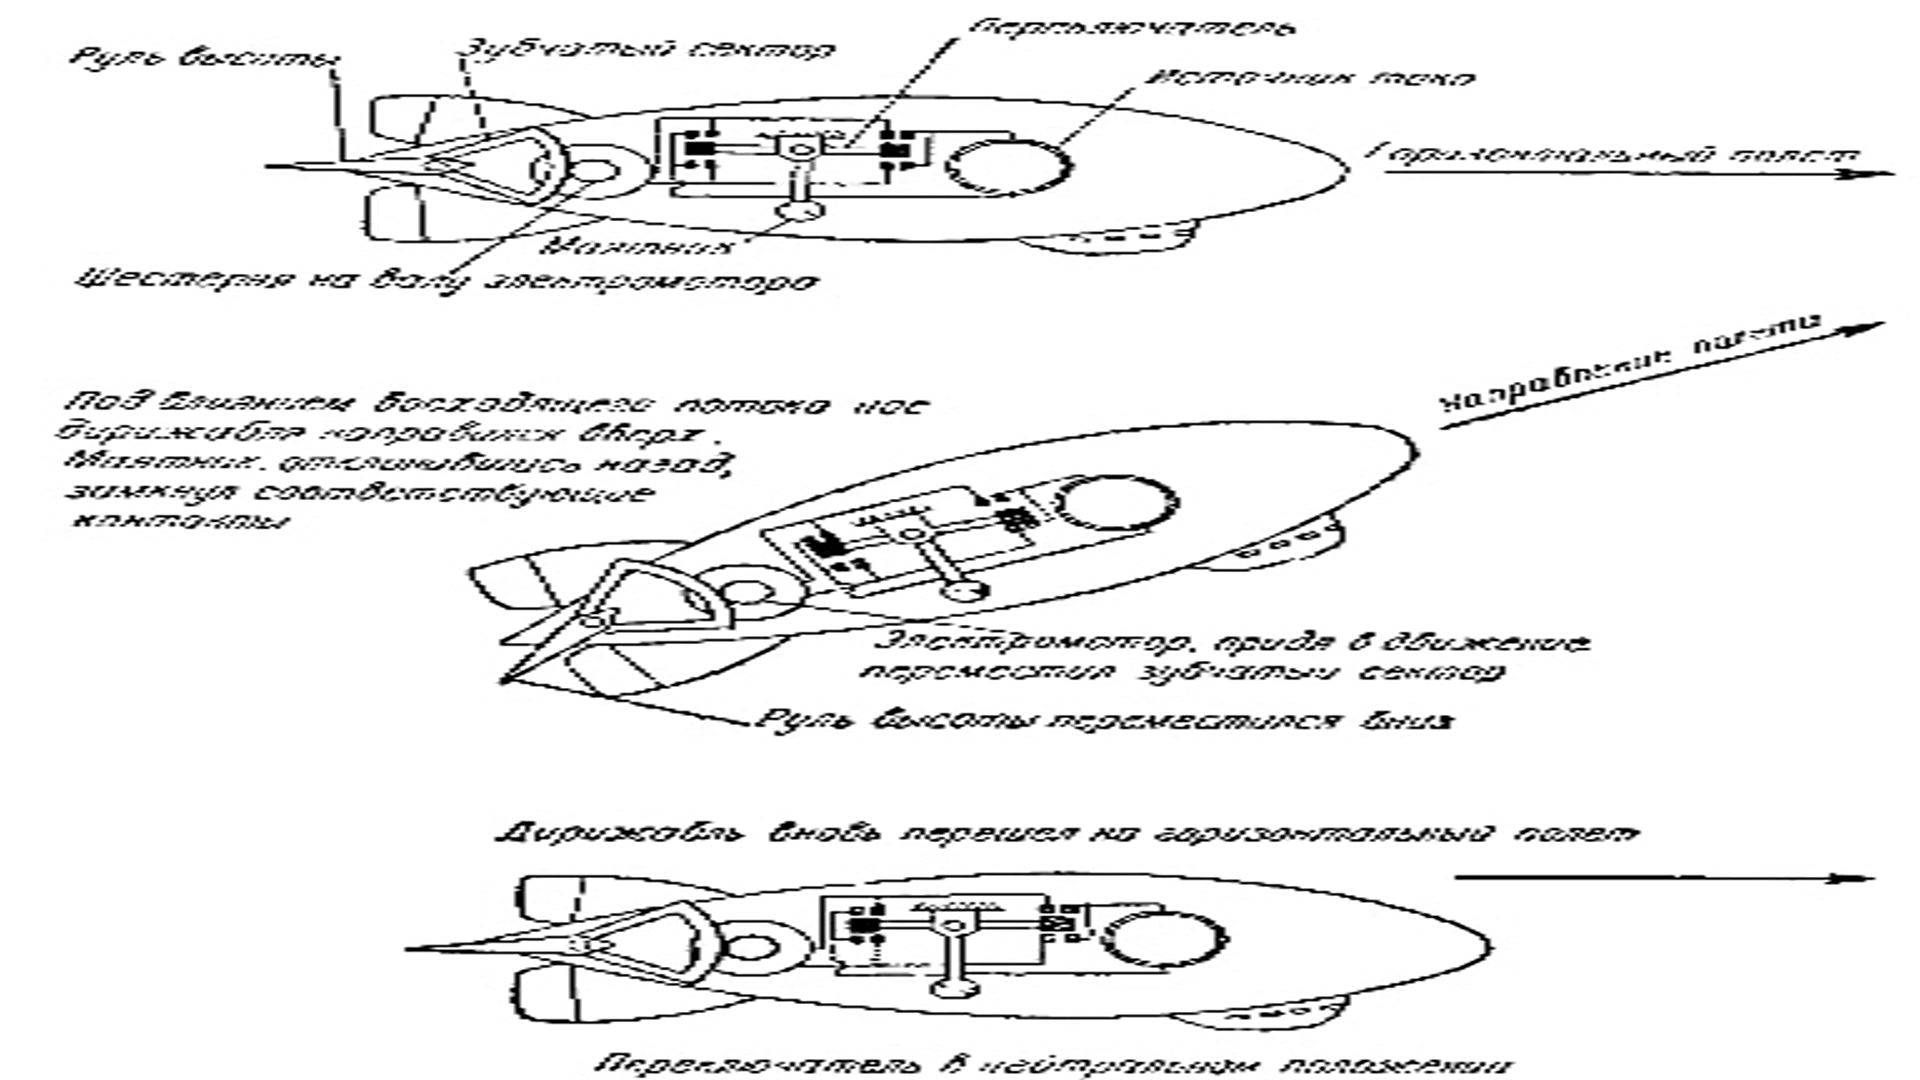 Переключатель
Руль высоты
Зубчатый сектор
Источник тока
Горизонтальный полет
Маятник
Шестерня на валу электромотора
Направление полета
Под влиянием восходящего потока нос
дирижабля направился вверх.
Маятник, отклонившись назад,
замкнул соответствующие
контакты
Электромотор, придя в движение
переместил зубчатый сектор
Руль высоты переместился вниз
Дирижабль вновь перешел на горизонтальный полет
Переключатель в нейтральном положении